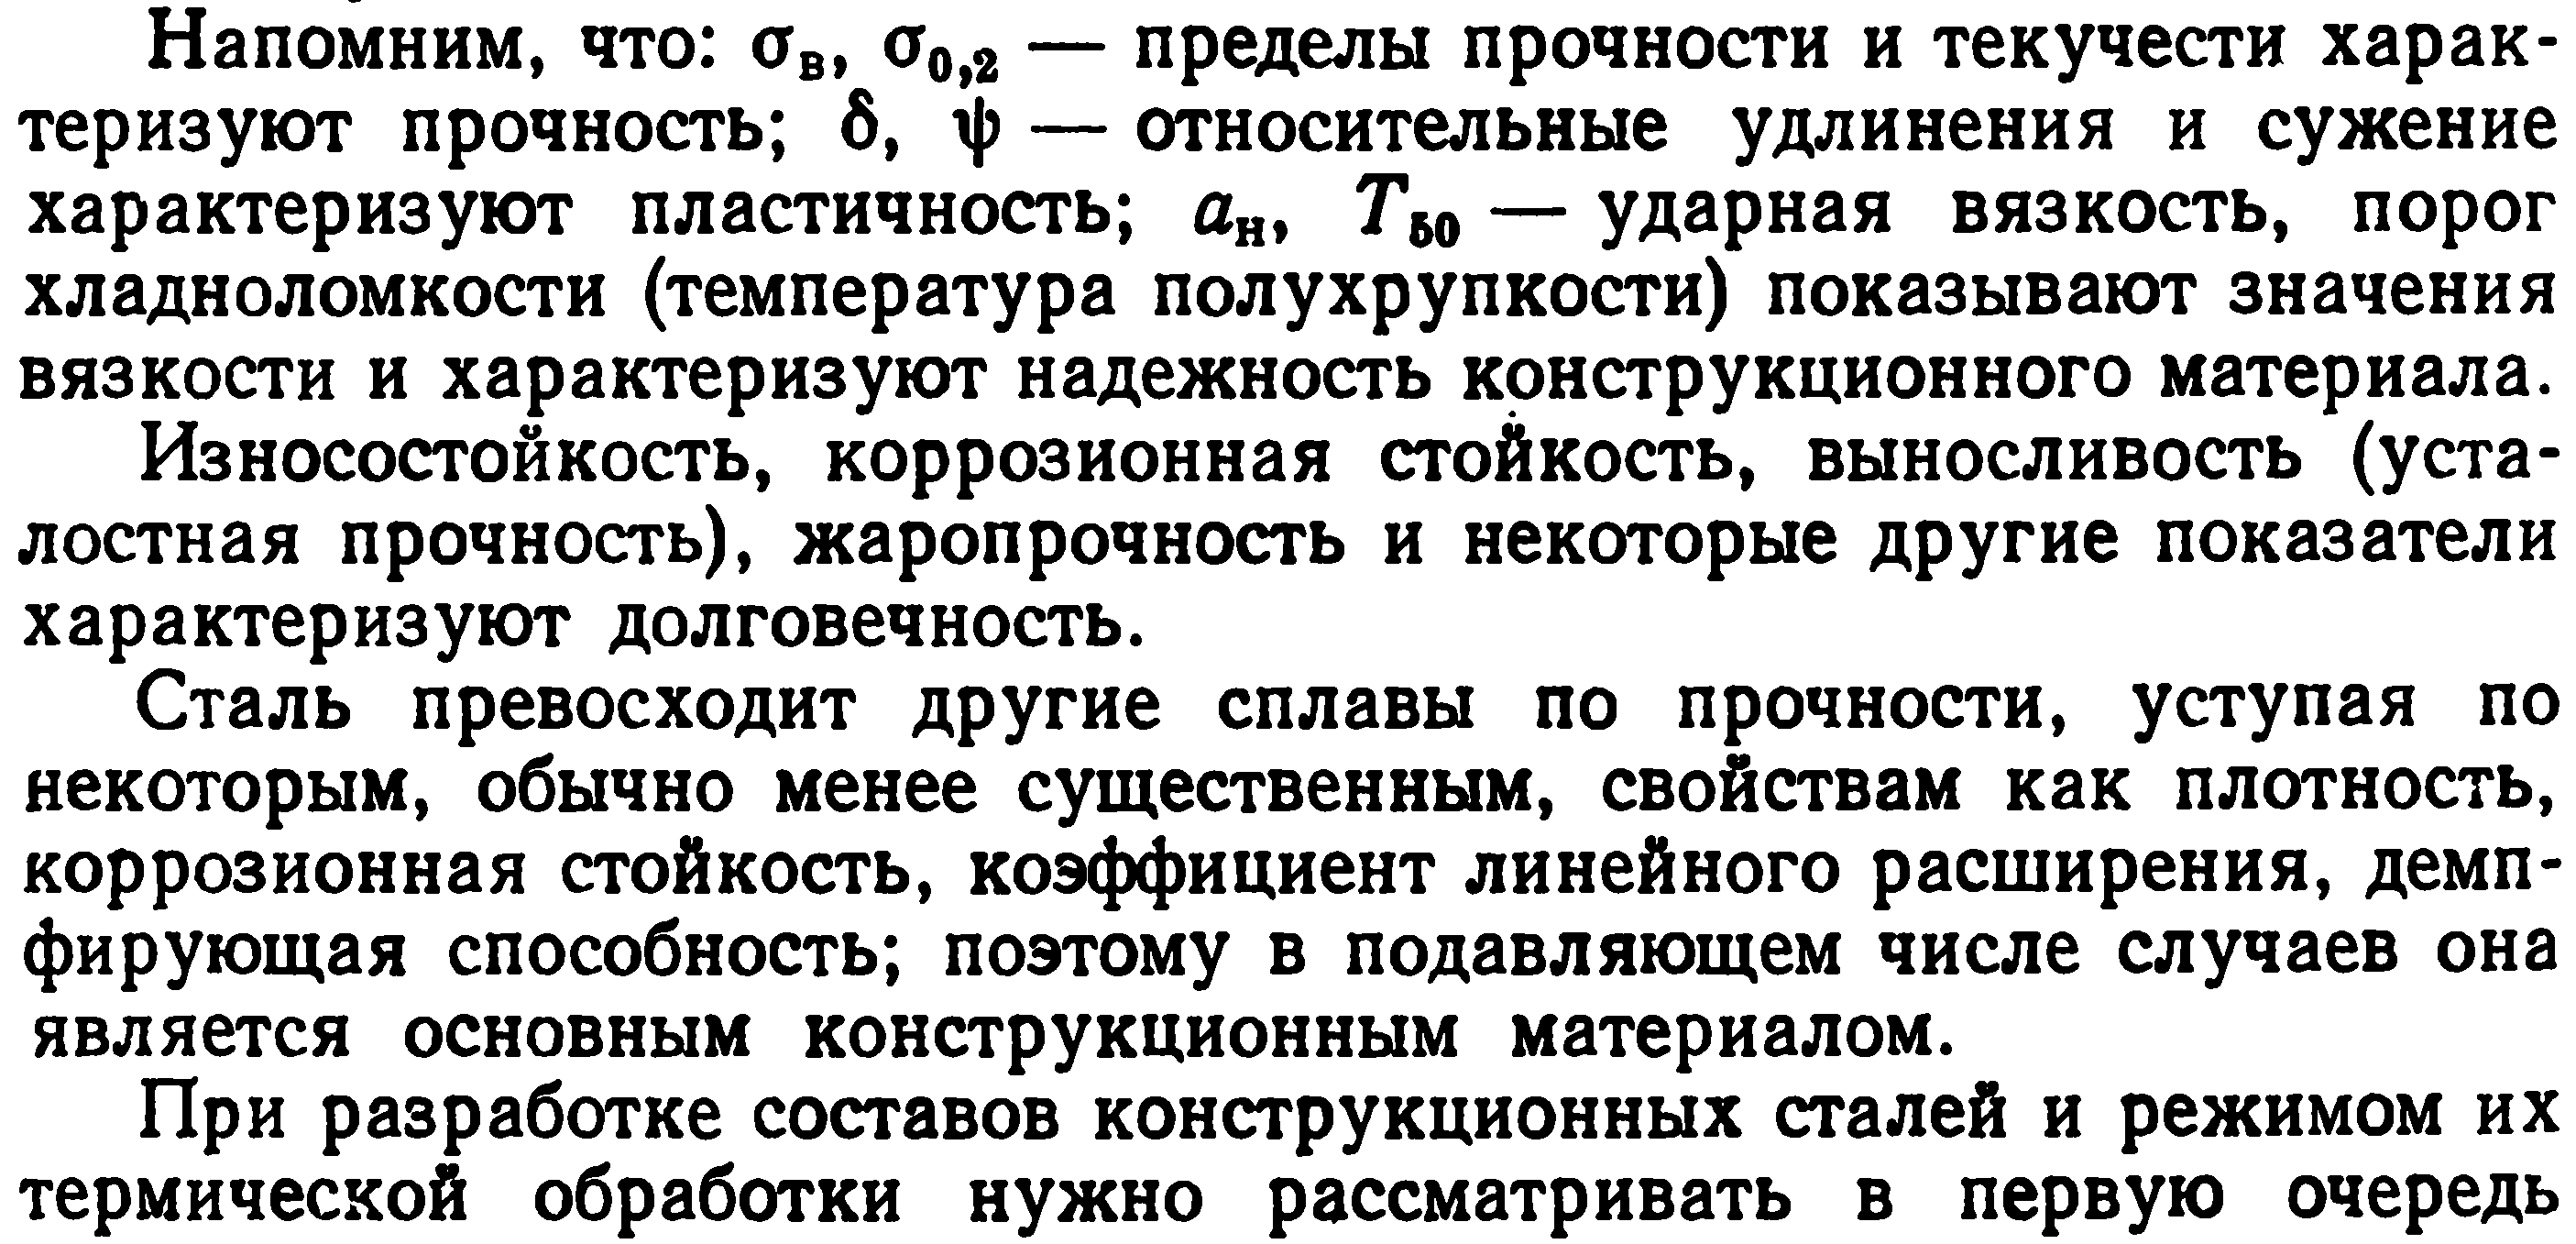 Напомним, что: σв, σ0,2 — пределы прочности и текучести харак-
теризуют прочность; δ, ψ — относительные удлинения и сужение
характеризуют пластичность; aн, T50 — ударная вязкость, порог
хладноломкости (температура полухрупкости) показывают значения
вязкости и характеризуют надежность конструкционного материала.
Износостойкость, коррозионная стойкость, выносливость (уста-
лостная прочность), жаропрочность и некоторые другие показатели
характеризуют долговечность.
Сталь превосходит другие сплавы по прочности, уступая по
некоторым, обычно менее существенным, свойствам как плотность,
коррозионная стойкость, коэффициент линейного расширения, демп-
фирующая способность; поэтому в подавляющем числе случаев она
является основным конструкционным материалом.
При разработке составов конструкционных сталей и режимом их
термической обработки нужно рассматривать в первую очередь